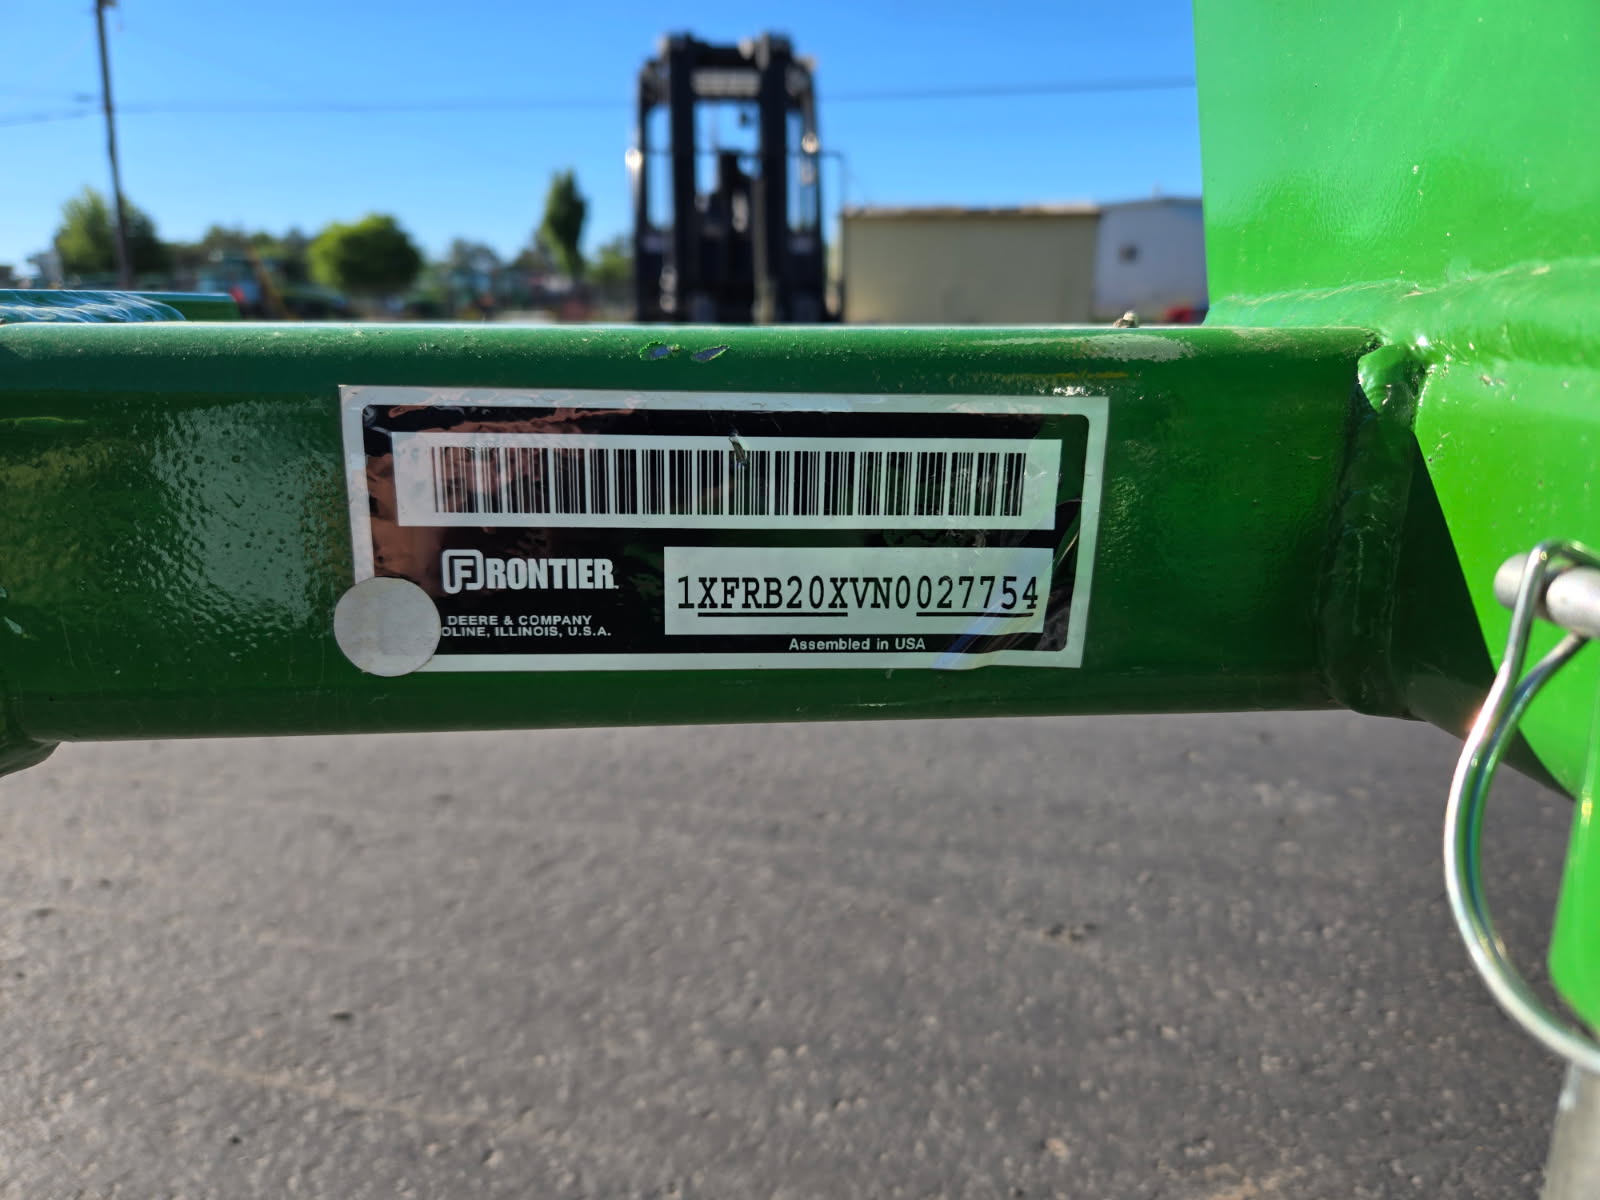 FRONTIER
DEERE & COMPANY
OLINE, ILLINOIS, U.S.A.
1XFRB20XVN0027754
Assembled in USA